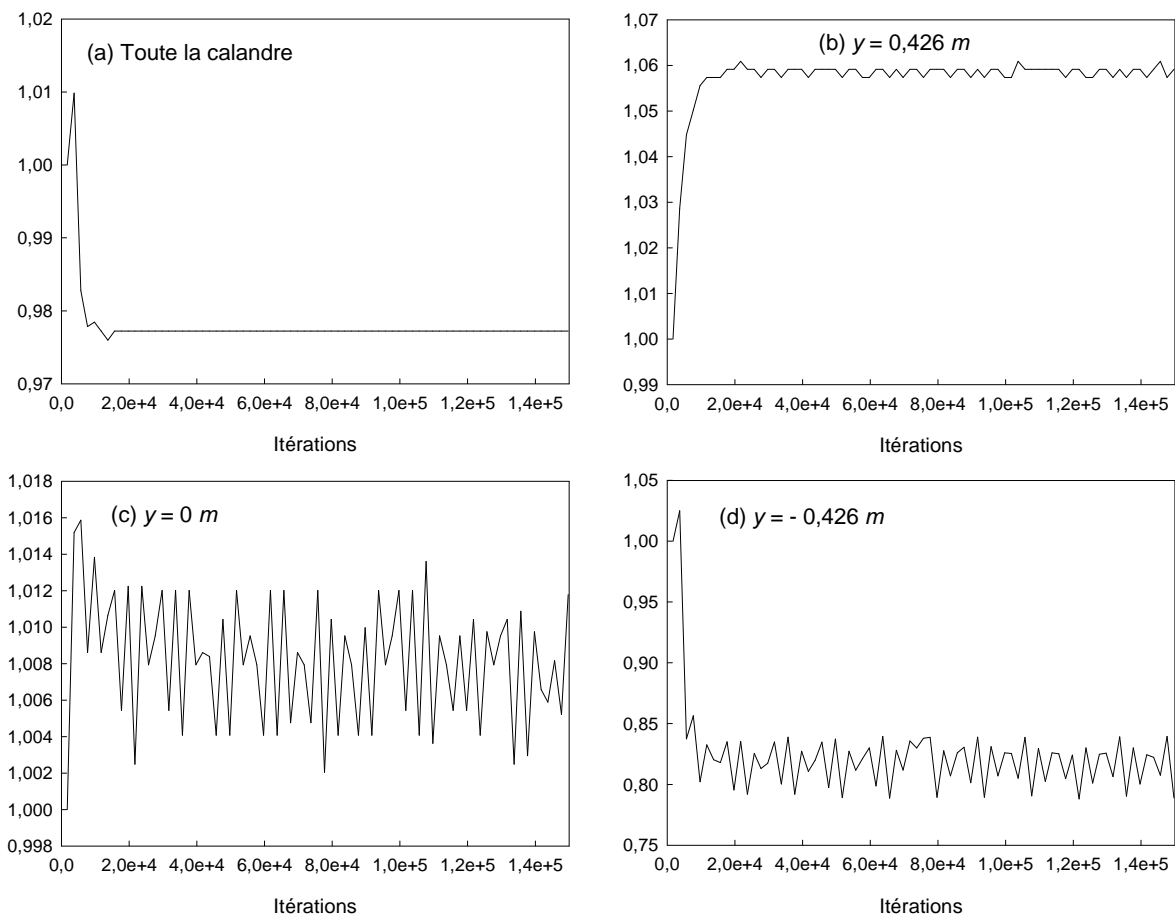 1,02
(a) Toute la calandre
1,01
1,00
0,99
0,98
0,97
0,0 2,0e+4 4,0e+4 6,0e+4 8,0e+4 1,0e+5 1,2e+5 1,4e+5
Itérations
1,07
(b) y = 0,426 m
1,06
1,05
1,04
1,03
1,02
1,01
1,00
0,99
0,0 2,0e+4 4,0e+4 6,0e+4 8,0e+4 1,0e+5 1,2e+5 1,4e+5
Itérations
1,018
(c) y = 0 m
1,016
1,014
1,012
1,010
1,008
1,006
1,004
1,002
1,000
0,998
0,0 2,0e+4 4,0e+4 6,0e+4 8,0e+4 1,0e+5 1,2e+5 1,4e+5
Itérations
1,05
(d) y = - 0,426 m
1,00
0,95
0,90
0,85
0,80
0,75
0,0 2,0e+4 4,0e+4 6,0e+4 8,0e+4 1,0e+5 1,2e+5 1,4e+5
Itérations